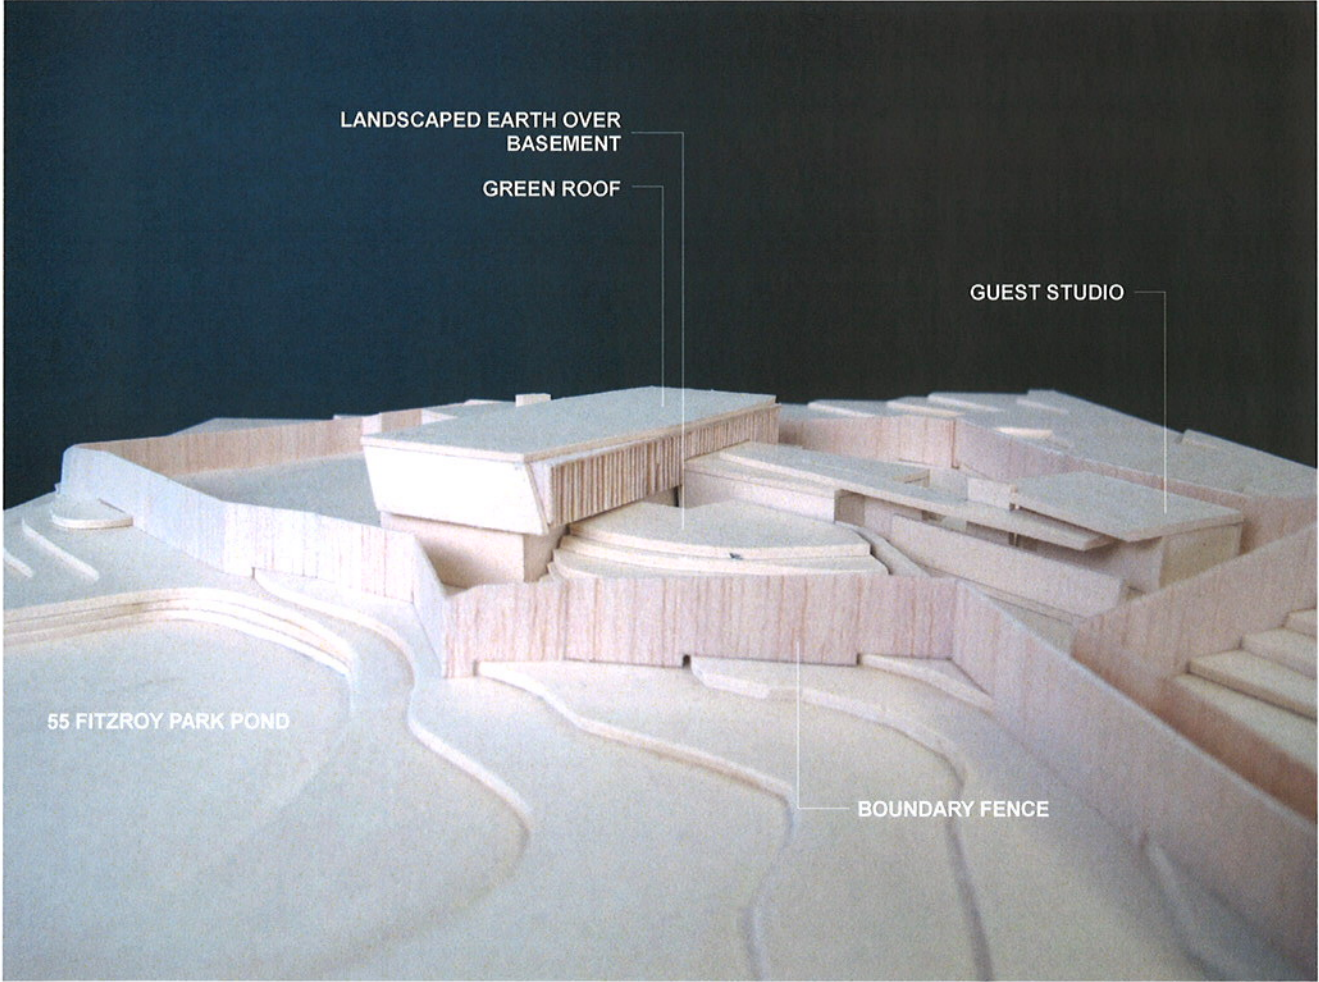 LANDSCAPED EARTH OVER
BASEMENT
GREEN ROOF
GUEST STUDIO
55 FITZROY PARK POND
BOUNDARY FENCE